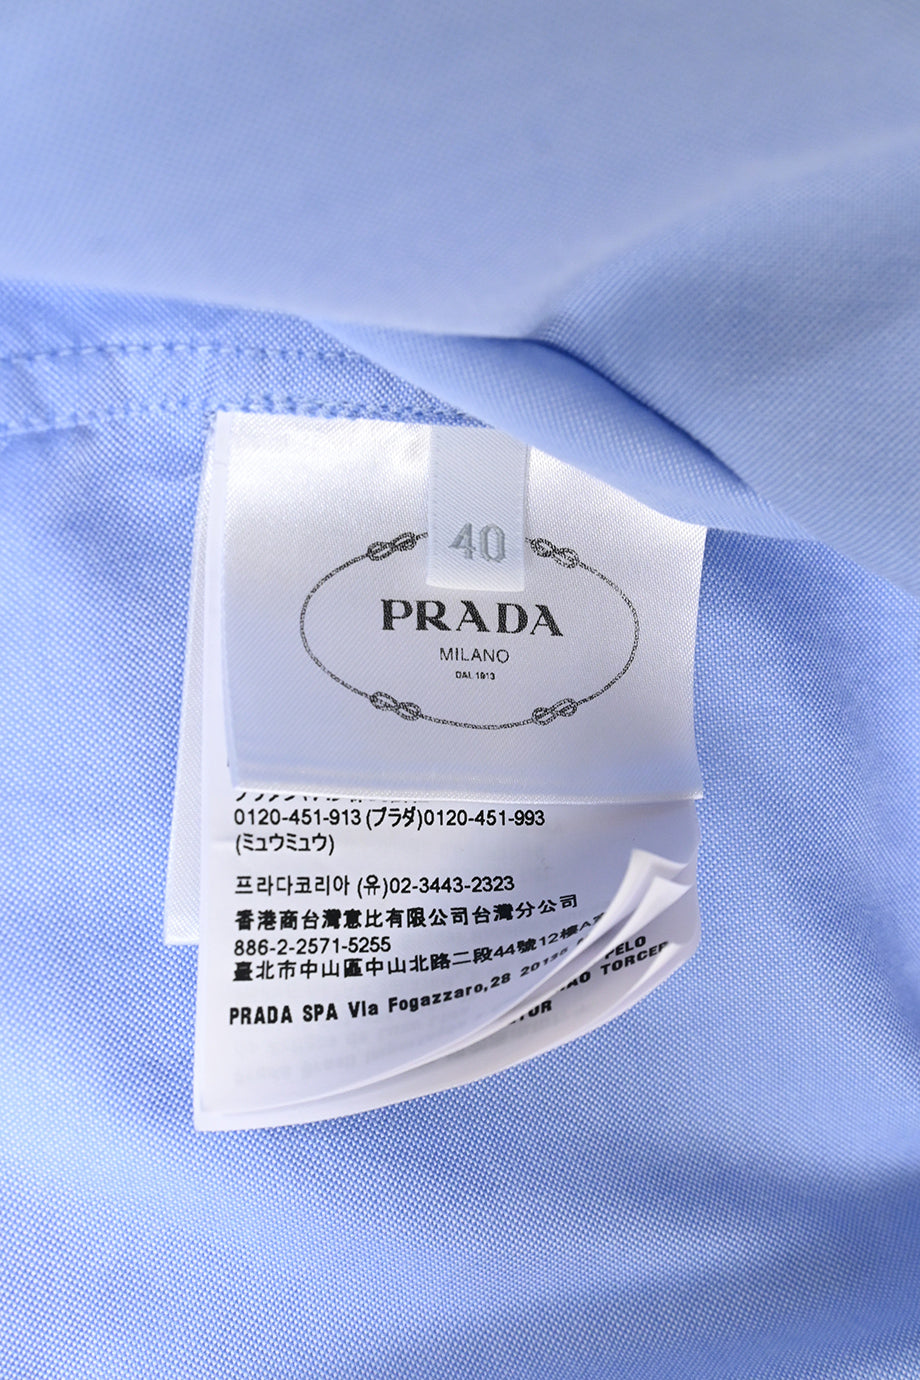 40
PRADA
MILANO
DAL 1913
0120-451-913 (プラダ)0120-451-993
(ミュウミュウ)
프라다코리아 (유)02-3443-2323
香港商台灣意比有限公司台灣分公司
886-2-2571-5255
臺北市中山區中山北路二段44號12樓A
PELO
PRADA SPA Via Fogazzaro,28 20135
TORCER